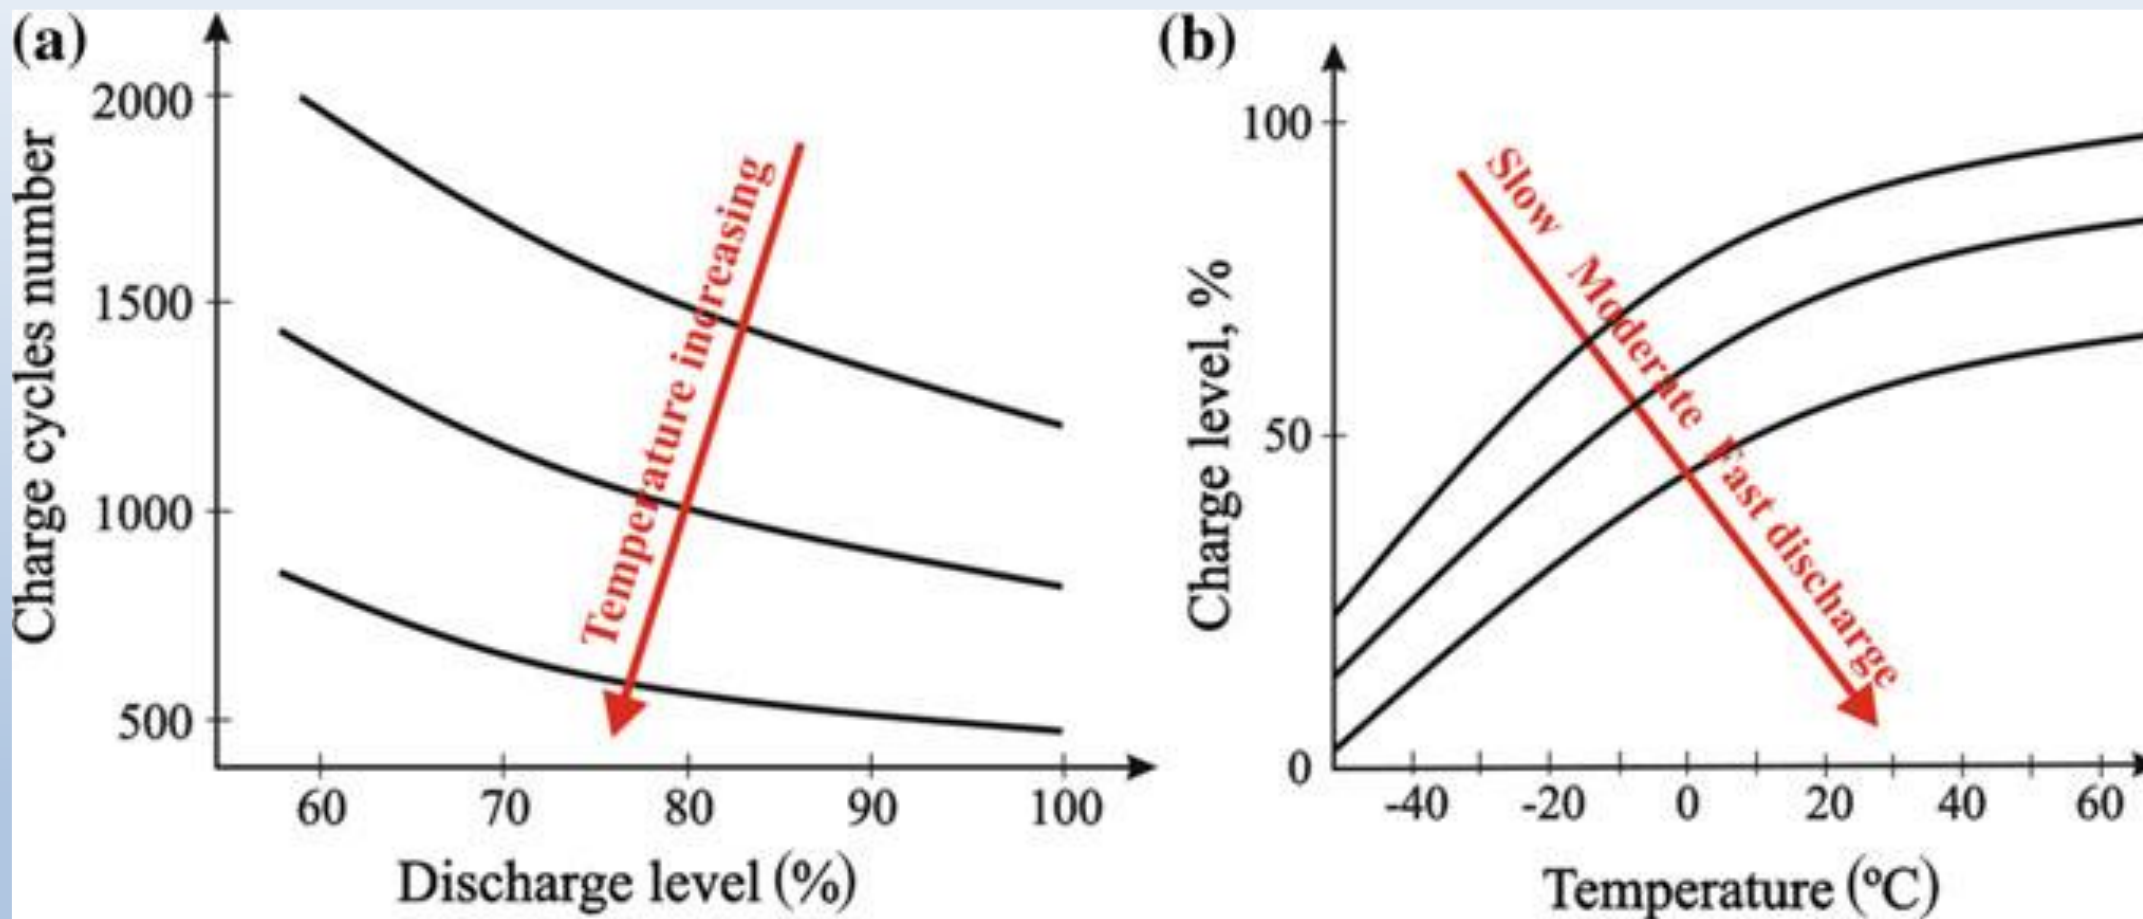 (a)
Charge cycles number
2000
1500
1000
500
Temperature increasing
60 70 80 90 100
Discharge level (%)
(b)
Charge level, %
100
50
0
Slow Moderate Fast discharge
-40 -20 0 20 40 60
Temperature (ºC)